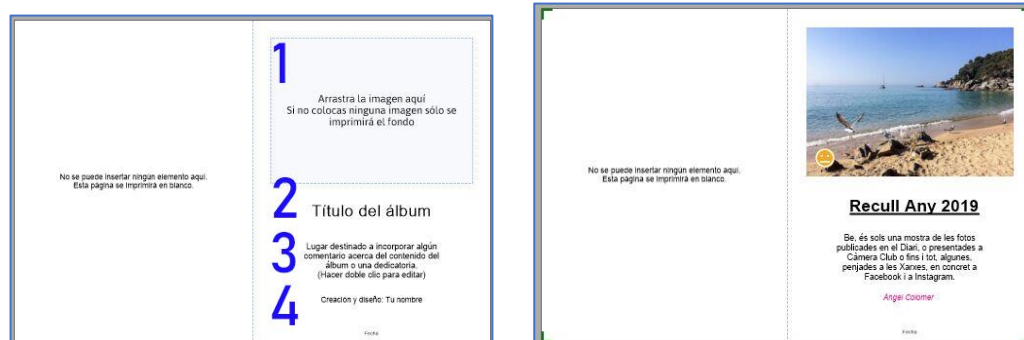 No se puede insertar ningún elemento aquí.
Esta página se imprimirá en blanco.
1
Arrastra la imagen aquí
Si no colocas ninguna imagen sólo se
imprimirá el fondo
2
Título del álbum
3
Lugar destinado a incorporar algún
comentario acerca del contenido del
álbum o una dedicatoria.
(Hacer doble clic para editar)
4
Creación y diseño: Tu nombre
Fecha
No se puede insertar ningún elemento aquí.
Esta página se imprimirá en blanco.
Recull Any 2019
Be, és sols una mostra de les fotos
publicades en el Diari, o presentades a
Càmera Club o fins i tot, algunes,
penjades a les Xarxes, en concret a
Facebook i a Instagram.
Angel Colomer
Fecha